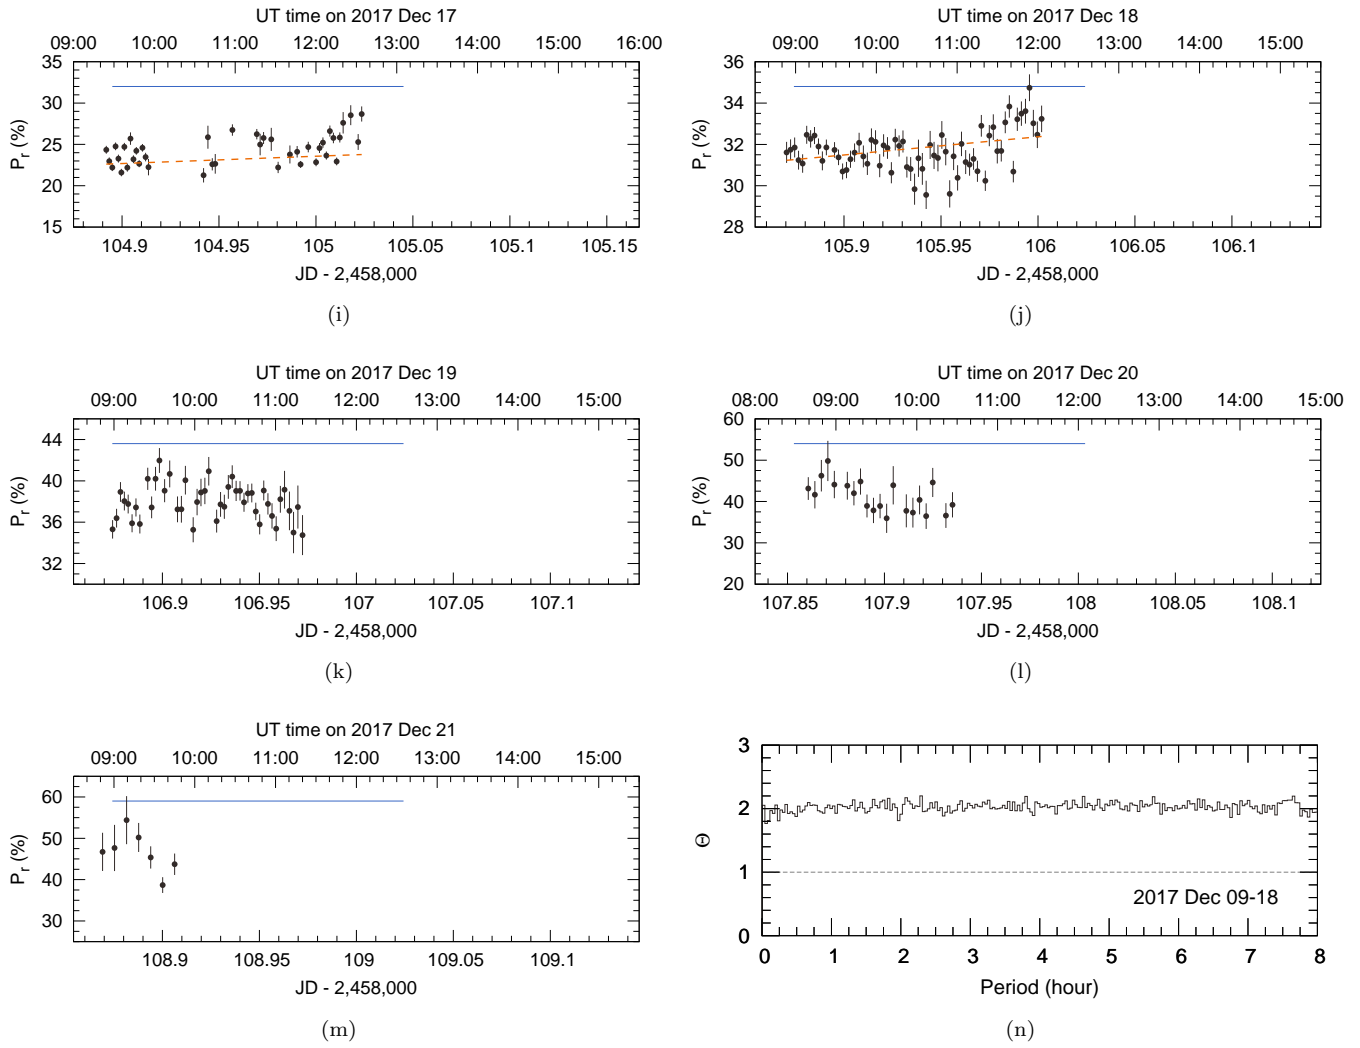 UT time on 2017 Dec 17
09:00 10:00 11:00 12:00 13:00 14:00 15:00 16:00
35
31
27
23
19
15
Pr (%)
104.9 104.95 105 105.05 105.1 105.15
JD - 2,458,000
(i)
UT time on 2017 Dec 18
09:00 10:00 11:00 12:00 13:00 14:00 15:00
36
34
32
30
28
Pr (%)
105.9 105.95 106 106.05 106.1
JD - 2,458,000
(j)
UT time on 2017 Dec 19
09:00 10:00 11:00 12:00 13:00 14:00 15:00
44
40
36
32
Pr (%)
106.9 106.95 107 107.05 107.1
JD - 2,458,000
(k)
UT time on 2017 Dec 20
08:00 09:00 10:00 11:00 12:00 13:00 14:00 15:00
60
50
40
30
20
Pr (%)
107.85 107.9 107.95 108 108.05 108.1
JD - 2,458,000
(l)
UT time on 2017 Dec 21
09:00 10:00 11:00 12:00 13:00 14:00 15:00
60
50
40
30
Pr (%)
108.9 108.95 109 109.05 109.1
JD - 2,458,000
(m)
3
2
1
0
Θ
2017 Dec 09-18
0 1 2 3 4 5 6 7 8
Period (hour)
(n)